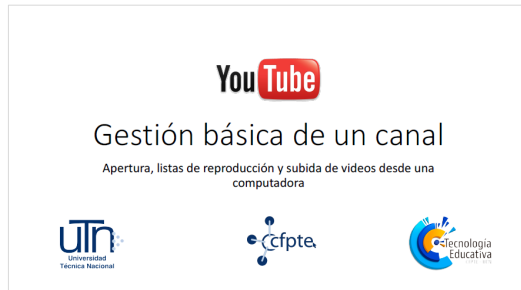 YouTube
Gestión básica de un canal
Apertura, listas de reproducción y subida de videos desde una
computadora
UTN
Universidad
Técnica Nacional
cfpte
Tecnología
Educativa